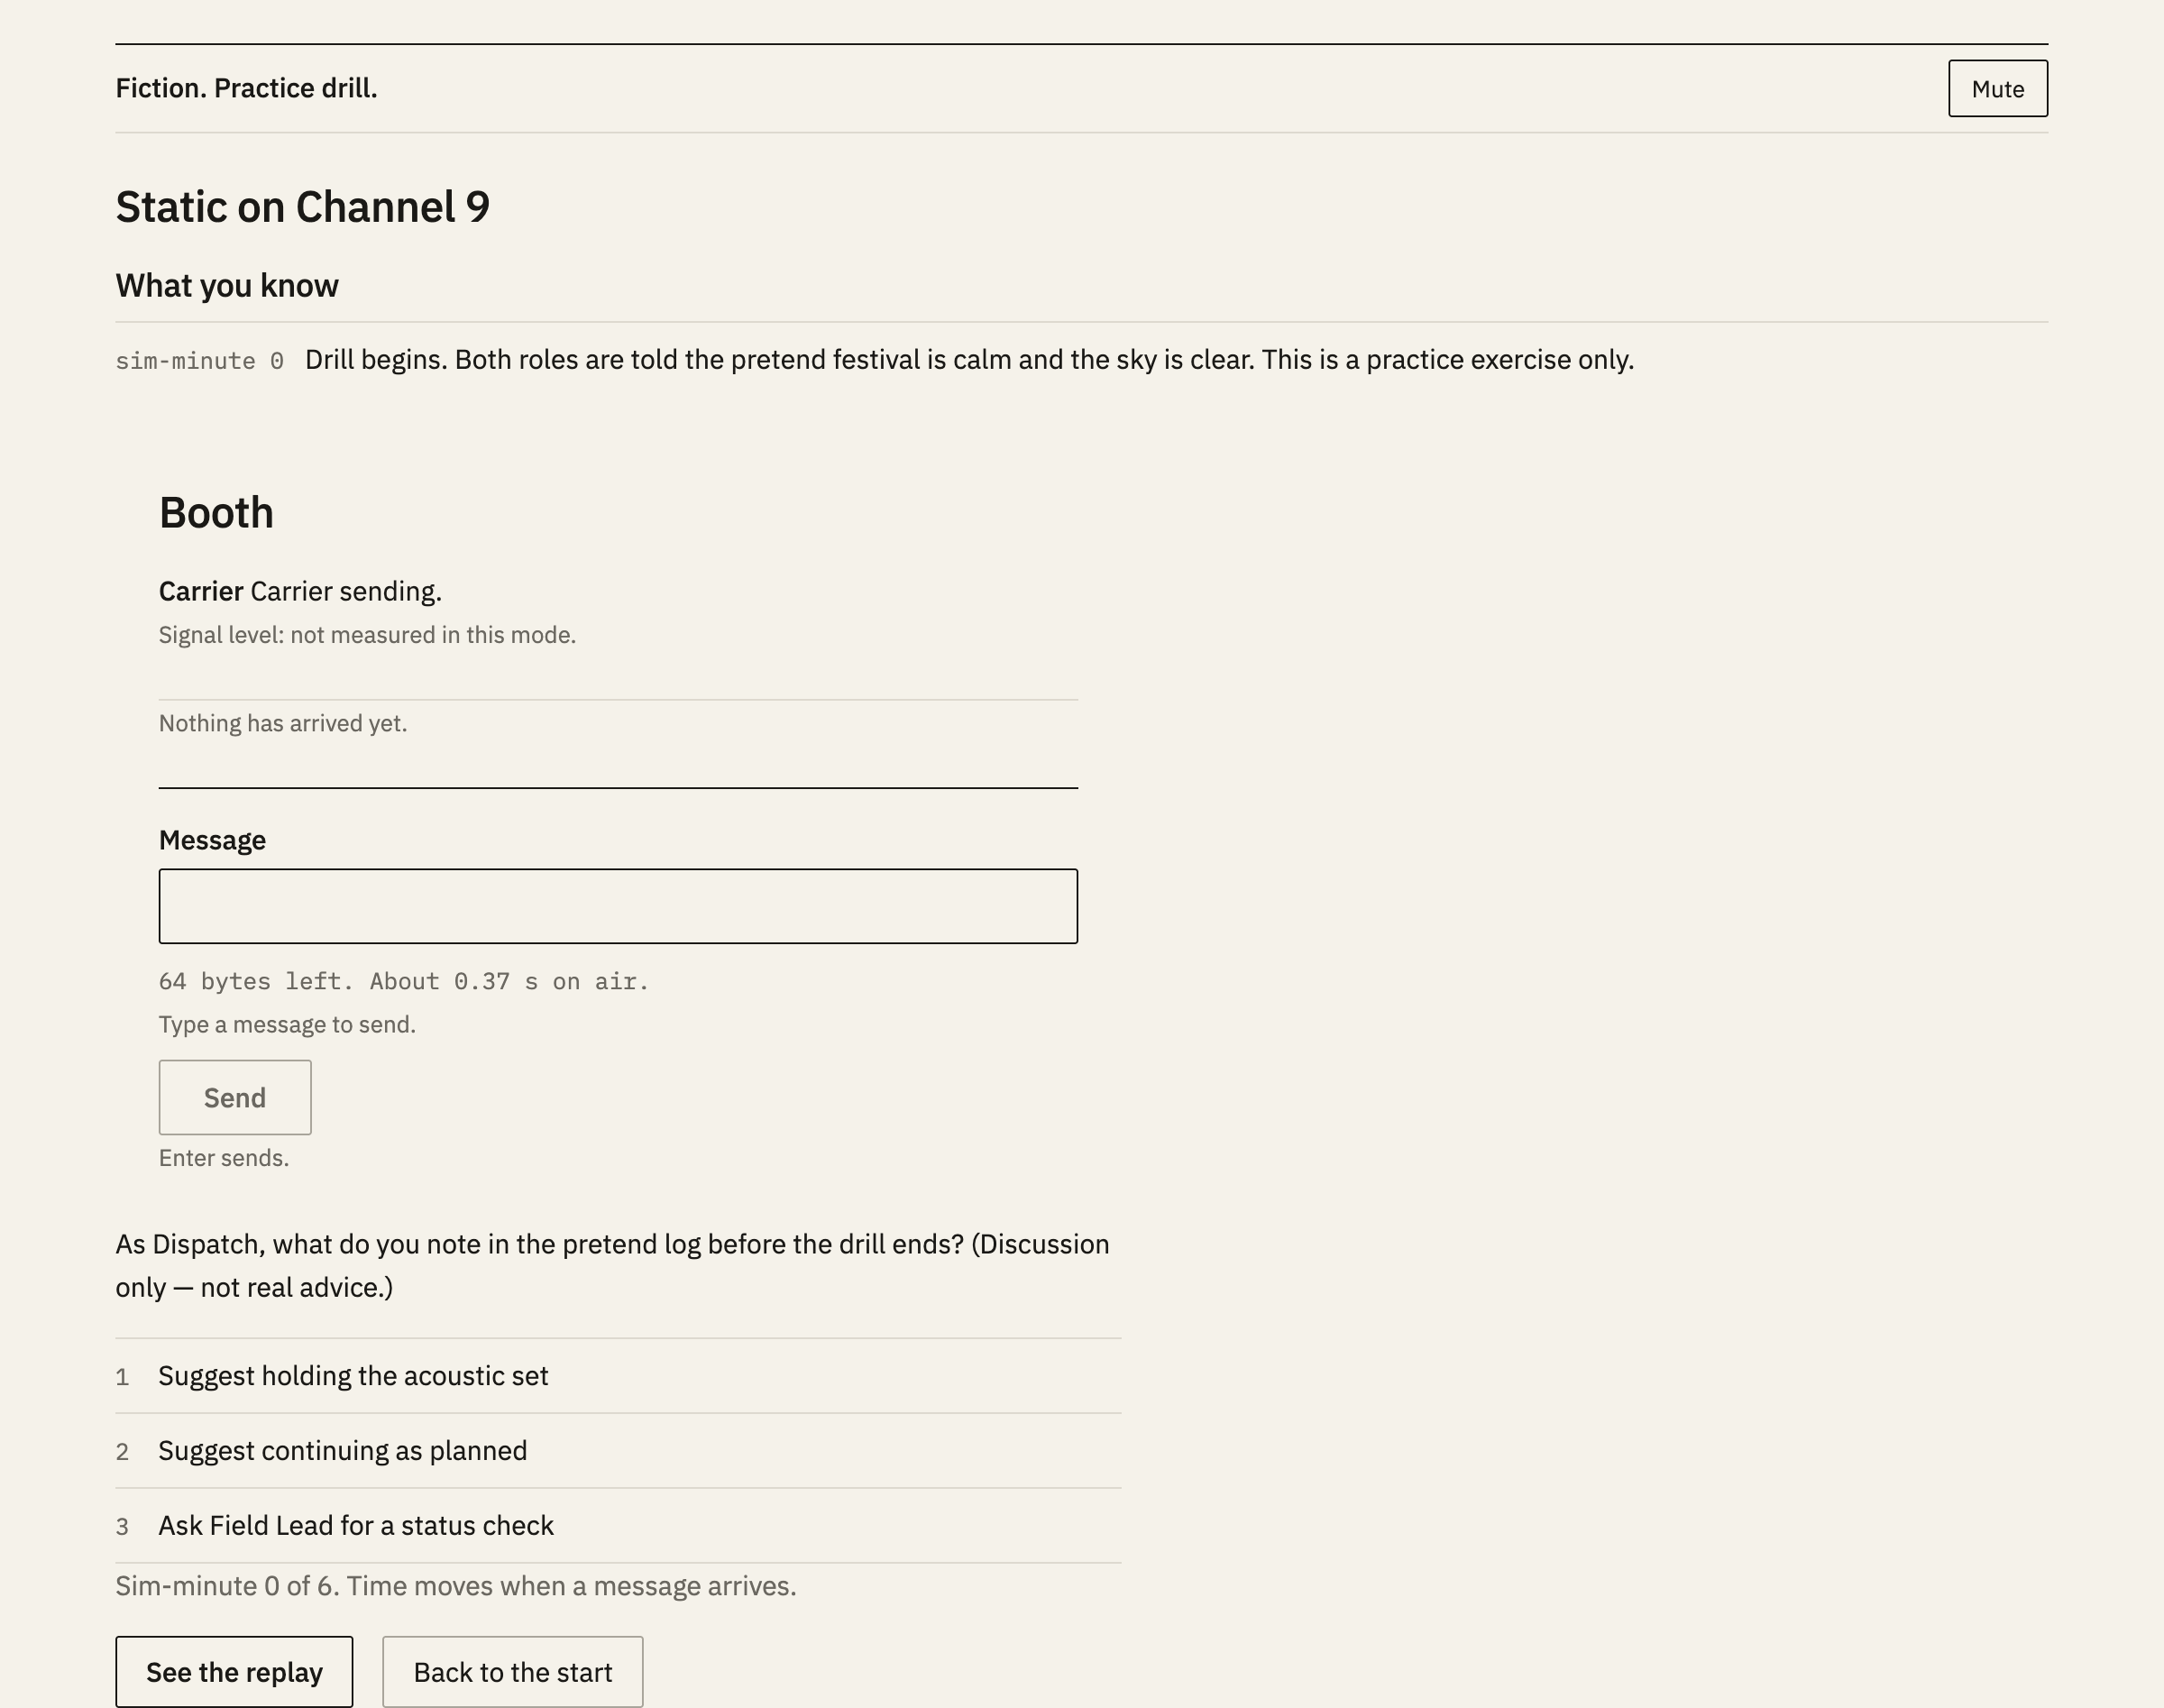 Fiction. Practice drill.
Mute
Static on Channel 9
What you know
sim-minute 0 Drill begins. Both roles are told the pretend festival is calm and the sky is clear. This is a practice exercise only.
Booth
Carrier Carrier sending.
Signal level: not measured in this mode.
Nothing has arrived yet.
Message
64 bytes left. About 0.37 s on air.
Type a message to send.
Send
Enter sends.
As Dispatch, what do you note in the pretend log before the drill ends? (Discussion
only — not real advice.)
1 Suggest holding the acoustic set
2 Suggest continuing as planned
3 Ask Field Lead for a status check
Sim-minute 0 of 6. Time moves when a message arrives.
See the replay
Back to the start